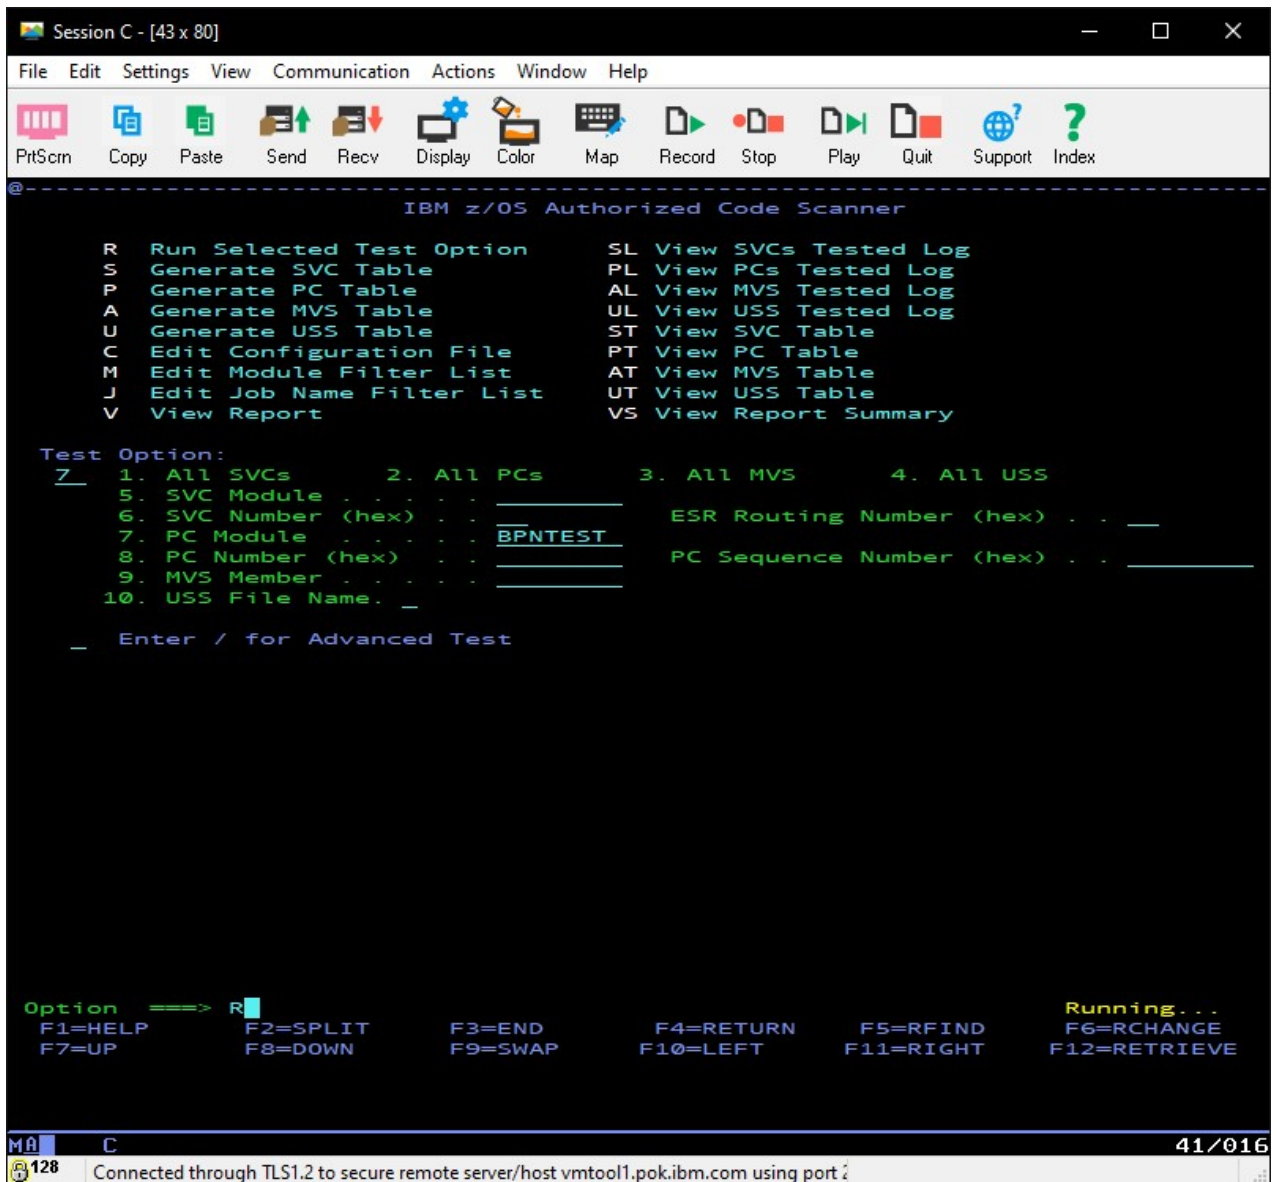 Session C - [43 x 80]
File Edit Settings View Communication Actions Window Help
PrtScrn Copy Paste Send Recv Display Color Map Record Stop Play Quit Support Index
@-------------------------------------------------------------------------------
IBM z/OS Authorized Code Scanner
R Run Selected Test Option SL View SVCs Tested Log
S Generate SVC Table PL View PCs Tested Log
P Generate PC Table AL View MVS Tested Log
A Generate MVS Table UL View USS Tested Log
U Generate USS Table ST View SVC Table
C Edit Configuration File PT View PC Table
M Edit Module Filter List AT View MVS Table
J Edit Job Name Filter List UT View USS Table
V View Report VS View Report Summary
Test Option:
7 1. All SVCs 2. All PCs 3. All MVS 4. All USS
5. SVC Module . . . . . ________
6. SVC Number (hex) . . __ ESR Routing Number (hex) . . __
7. PC Module . . . . . BPNTEST_
8. PC Number (hex) . . ________ PC Sequence Number (hex) . . ________
9. MVS Member . . . . . ________
10. USS File Name. _
_ Enter / for Advanced Test
Option ===> R Running...
F1=HELP F2=SPLIT F3=END F4=RETURN F5=RFIND F6=RCHANGE
F7=UP F8=DOWN F9=SWAP F10=LEFT F11=RIGHT F12=RETRIEVE
MA C 41/016
128 Connected through TLS1.2 to secure remote server/host vmtool1.pok.ibm.com using port